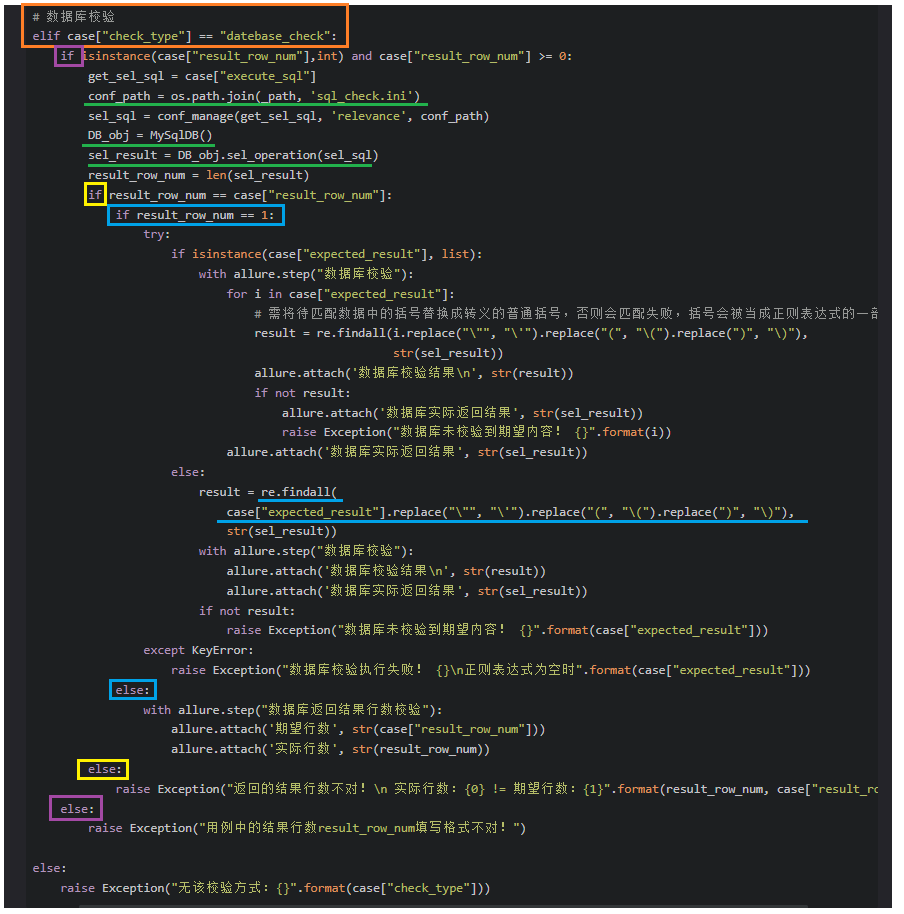 # 数据库校验
elif case["check_type"] == "datebase_check":
if isinstance(case["result_row_num"],int) and case["result_row_num"] >= 0:
get_sel_sql = case["execute_sql"]
conf_path = os.path.join(_path, 'sql_check.ini')
sel_sql = conf_manage(get_sel_sql, 'relevance', conf_path)
DB_obj = MySqlDB()
sel_result = DB_obj.sel_operation(sel_sql)
result_row_num = len(sel_result)
if result_row_num == case["result_row_num"]:
if result_row_num == 1:
try:
if isinstance(case["expected_result"], list):
with allure.step("数据库校验"):
for i in case["expected_result"]:
# 需将待匹配数据中的括号替换成转义的普通括号，否则会匹配失败，括号会被当成正则表达式的一部
result = re.findall(i.replace("\"", "\'").replace("(", "\(").replace(")", "\)"),
str(sel_result))
allure.attach('数据库校验结果\n', str(result))
if not result:
allure.attach('数据库实际返回结果', str(sel_result))
raise Exception("数据库未校验到期望内容！ {}".format(i))
allure.attach('数据库实际返回结果', str(sel_result))
else:
result = re.findall(
case["expected_result"].replace("\"", "\'").replace("(", "\(").replace(")", "\)"),
str(sel_result))
with allure.step("数据库校验"):
allure.attach('数据库校验结果\n', str(result))
allure.attach('数据库实际返回结果', str(sel_result))
if not result:
raise Exception("数据库未校验到期望内容！ {}".format(case["expected_result"]))
except KeyError:
raise Exception("数据库校验执行失败！ {}\n正则表达式为空时".format(case["expected_result"]))
else:
with allure.step("数据库返回结果行数校验"):
allure.attach('期望行数', str(case["result_row_num"]))
allure.attach('实际行数', str(result_row_num))
else:
raise Exception("返回的结果行数不对！\n 实际行数：{0} != 期望行数：{1}".format(result_row_num, case["result_ro
else:
raise Exception("用例中的结果行数result_row_num填写格式不对！")
else:
raise Exception("无该校验方式：{}".format(case["check_type"]))